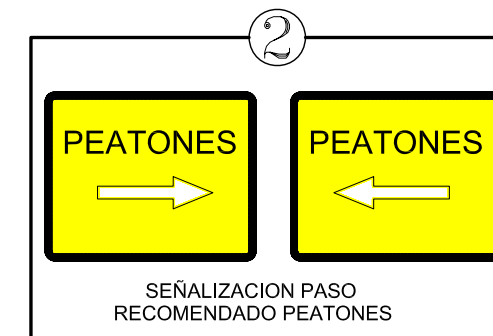 2
PEATONES PEATONES
SEÑALIZACION PASO
RECOMENDADO PEATONES